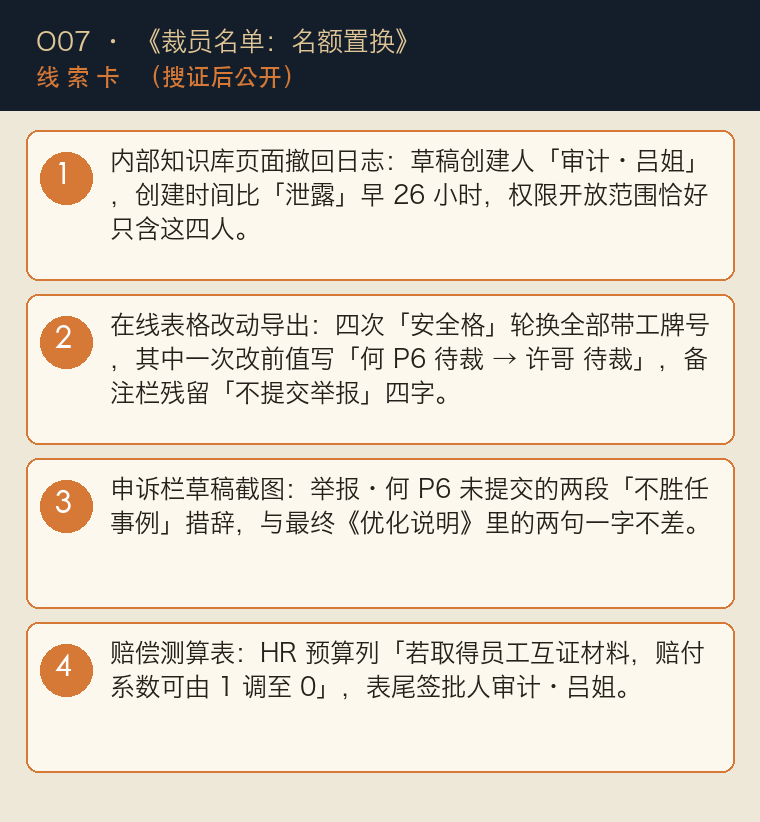 O07 · 《裁员名单：名额置换》
线索卡 （搜证后公开）
1
内部知识库页面撤回日志：草稿创建人「审计・吕姐」
，创建时间比「泄露」早 26 小时，权限开放范围恰好
只含这四人。
2
在线表格改动导出：四次「安全格」轮换全部带工牌号
，其中一次改前值写「何 P6 待裁 → 许哥 待裁」，备
注栏残留「不提交举报」四字。
3
申诉栏草稿截图：举报・何 P6 未提交的两段「不胜任
事例」措辞，与最终《优化说明》里的两句一字不差。
4
赔偿测算表：HR 预算列「若取得员工互证材料，赔付
系数可由 1 调至 0」，表尾签批人审计・吕姐。